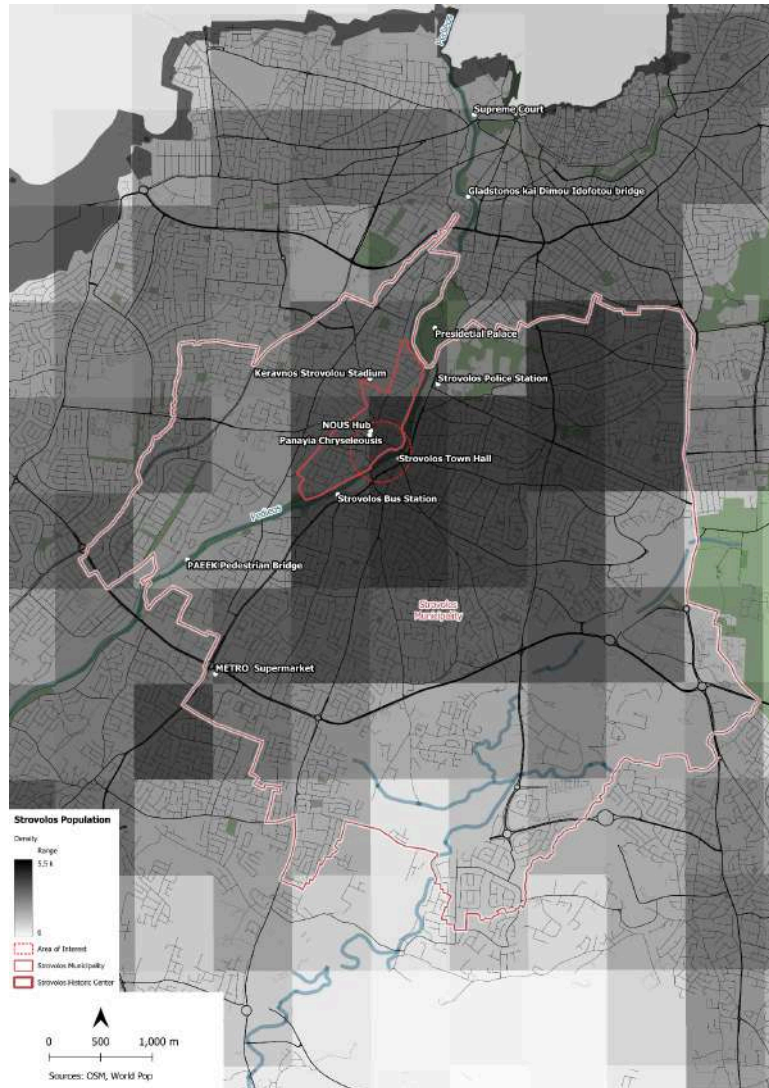 Pedieos
Supreme Court
Gladstonos kai Dimou Idofotou bridge
Presidetial Palace
Keravnos Strovolou Stadium
Strovolos Police Station
NOUS Hub
Panayia Chryseleousis
Strovolos Town Hall
Strovolos Bus Station
Pedieos
PAEEK Pedestrian Bridge
Strovolos
Municipality
METRO Supermarket
Strovolos Population
Density
Range
5,5 k
Area of Interest
Strovolos Municipality
Strovolos Historic Center
0 500 1,000 m
Sources: OSM, World Pop